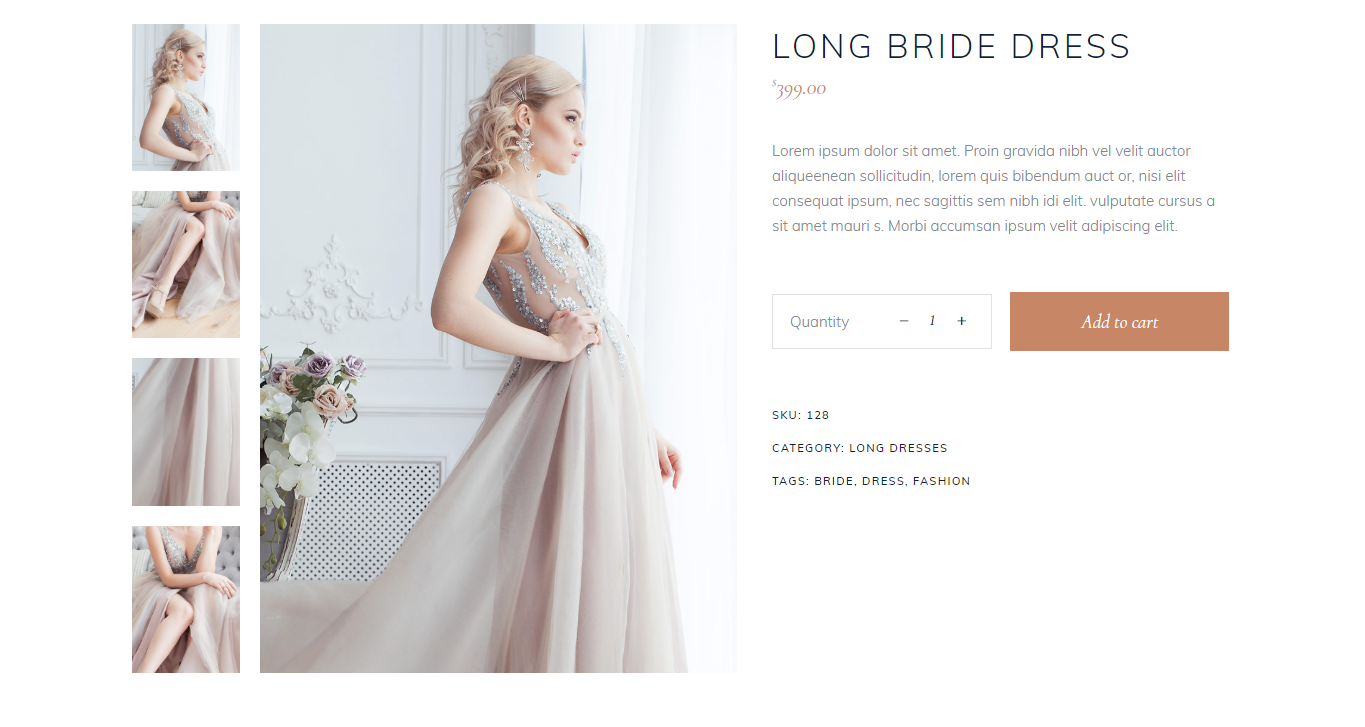 LONG BRIDE DRESS
$399.00
Lorem ipsum dolor sit amet. Proin gravida nibh vel velit auctor
aliqueenean sollicitudin, lorem quis bibendum auct or, nisi elit
consequat ipsum, nec sagittis sem nibh idi elit. vulputate cursus a
sit amet mauri s. Morbi accumsan ipsum velit adipiscing elit.
Quantity − 1 + Add to cart
SKU: 128
CATEGORY: LONG DRESSES
TAGS: BRIDE, DRESS, FASHION